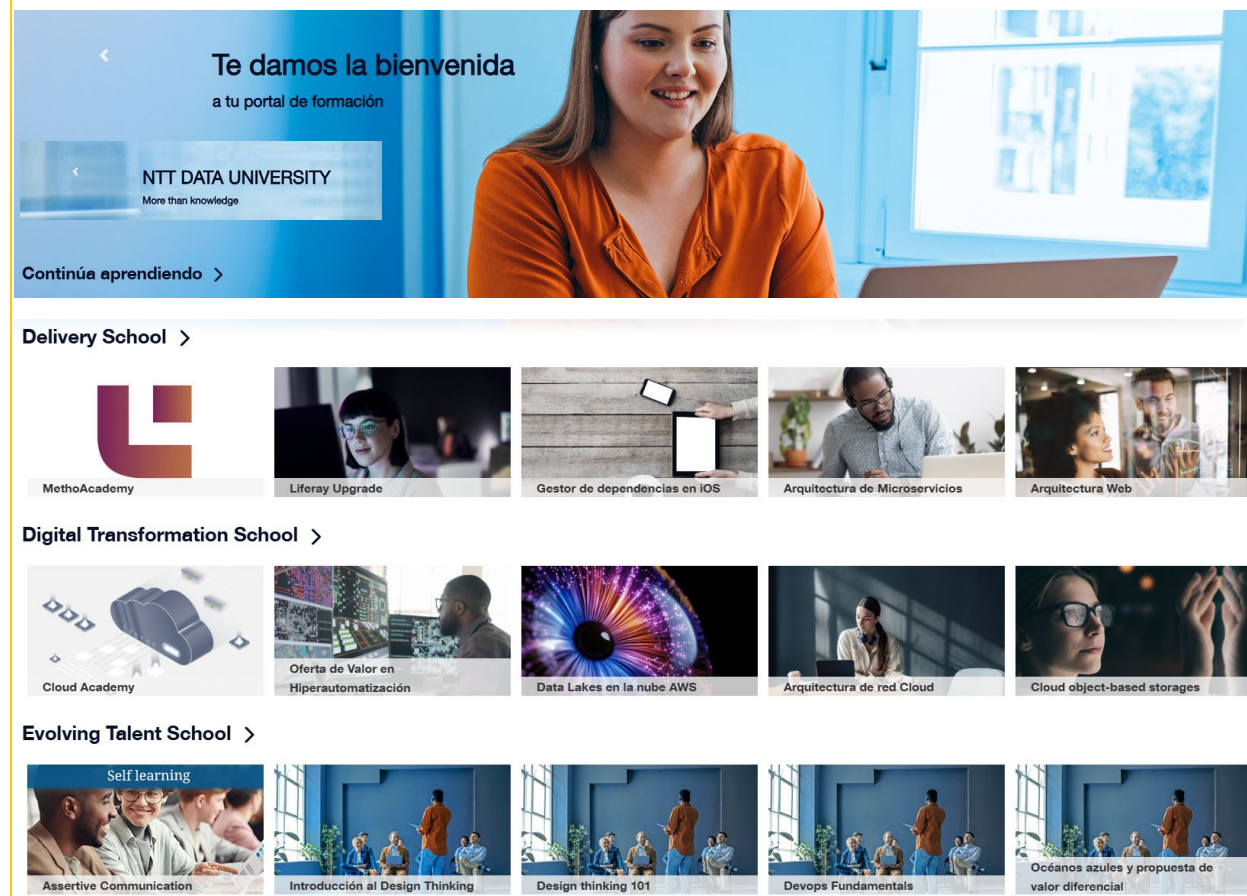 Te damos la bienvenida
a tu portal de formación
NTT DATA UNIVERSITY
More than knowledge
Continúa aprendiendo
Delivery School
MethoAcademy
Liferay Upgrade
Gestor de dependencias en iOS
Arquitectura de Microservicios
Arquitectura Web
Digital Transformation School
Cloud Academy
Oferta de Valor en
Hiperautomatización
Data Lakes en la nube AWS
Arquitectura de red Cloud
Cloud object-based storages
Evolving Talent School
Self learning
Assertive Communication
Introducción al Design Thinking
Design thinking 101
Devops Fundamentals
Océanos azules y propuesta de
valor diferencial